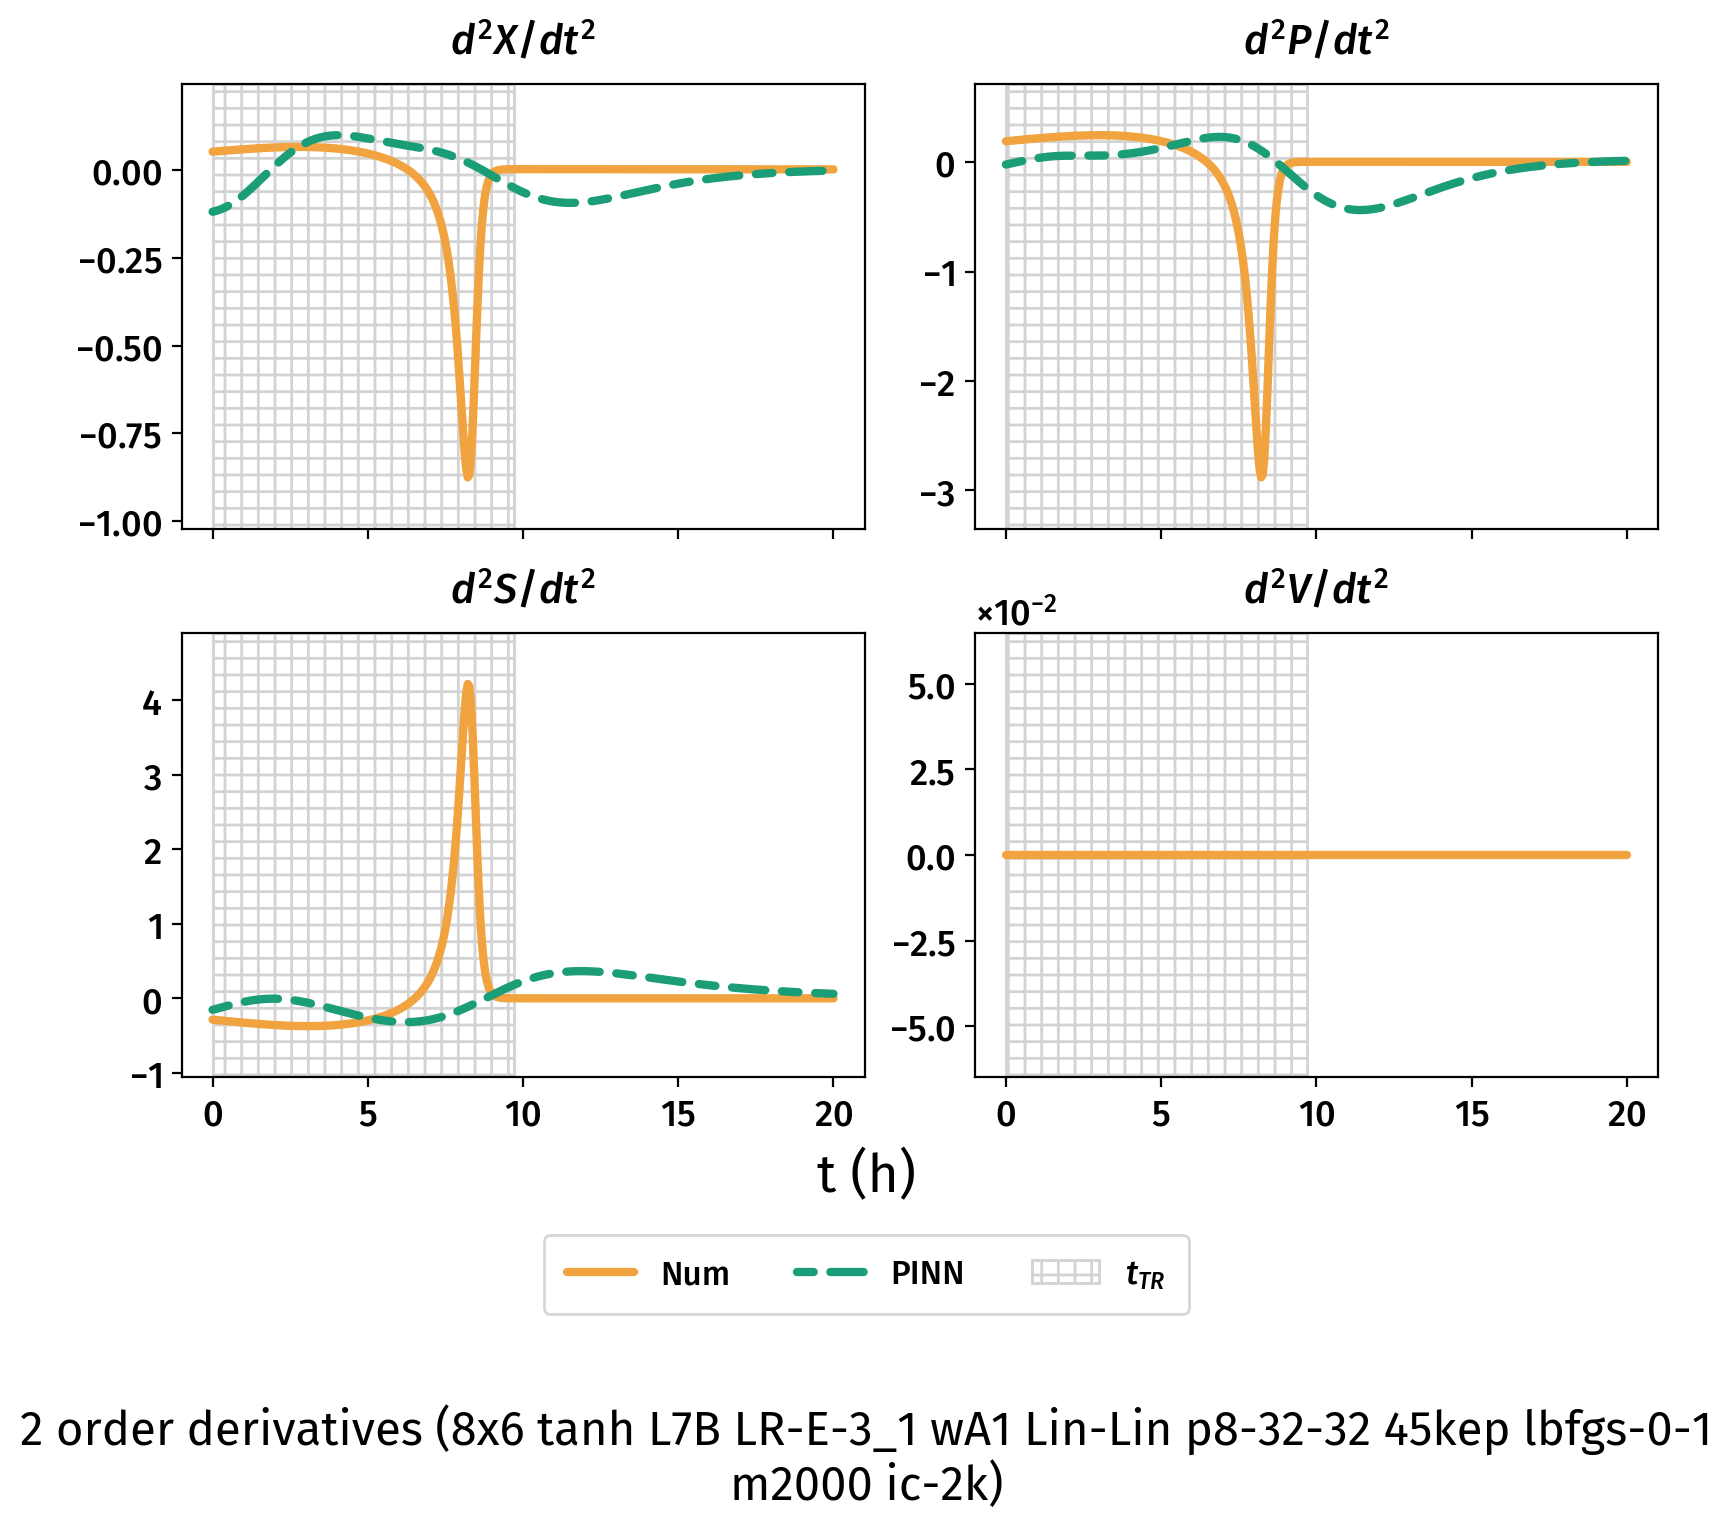 d²X/dt²
d²P/dt²
0.00
−0.25
−0.50
−0.75
−1.00
0
−1
−2
−3
d²S/dt²
d²V/dt²
×10⁻²
4
3
2
1
0
−1
5.0
2.5
0.0
−2.5
−5.0
0 5 10 15 20
0 5 10 15 20
t (h)
Num PINN t_TR
2 order derivatives (8x6 tanh L7B LR-E-3_1 wA1 Lin-Lin p8-32-32 45kep lbfgs-0-1
m2000 ic-2k)